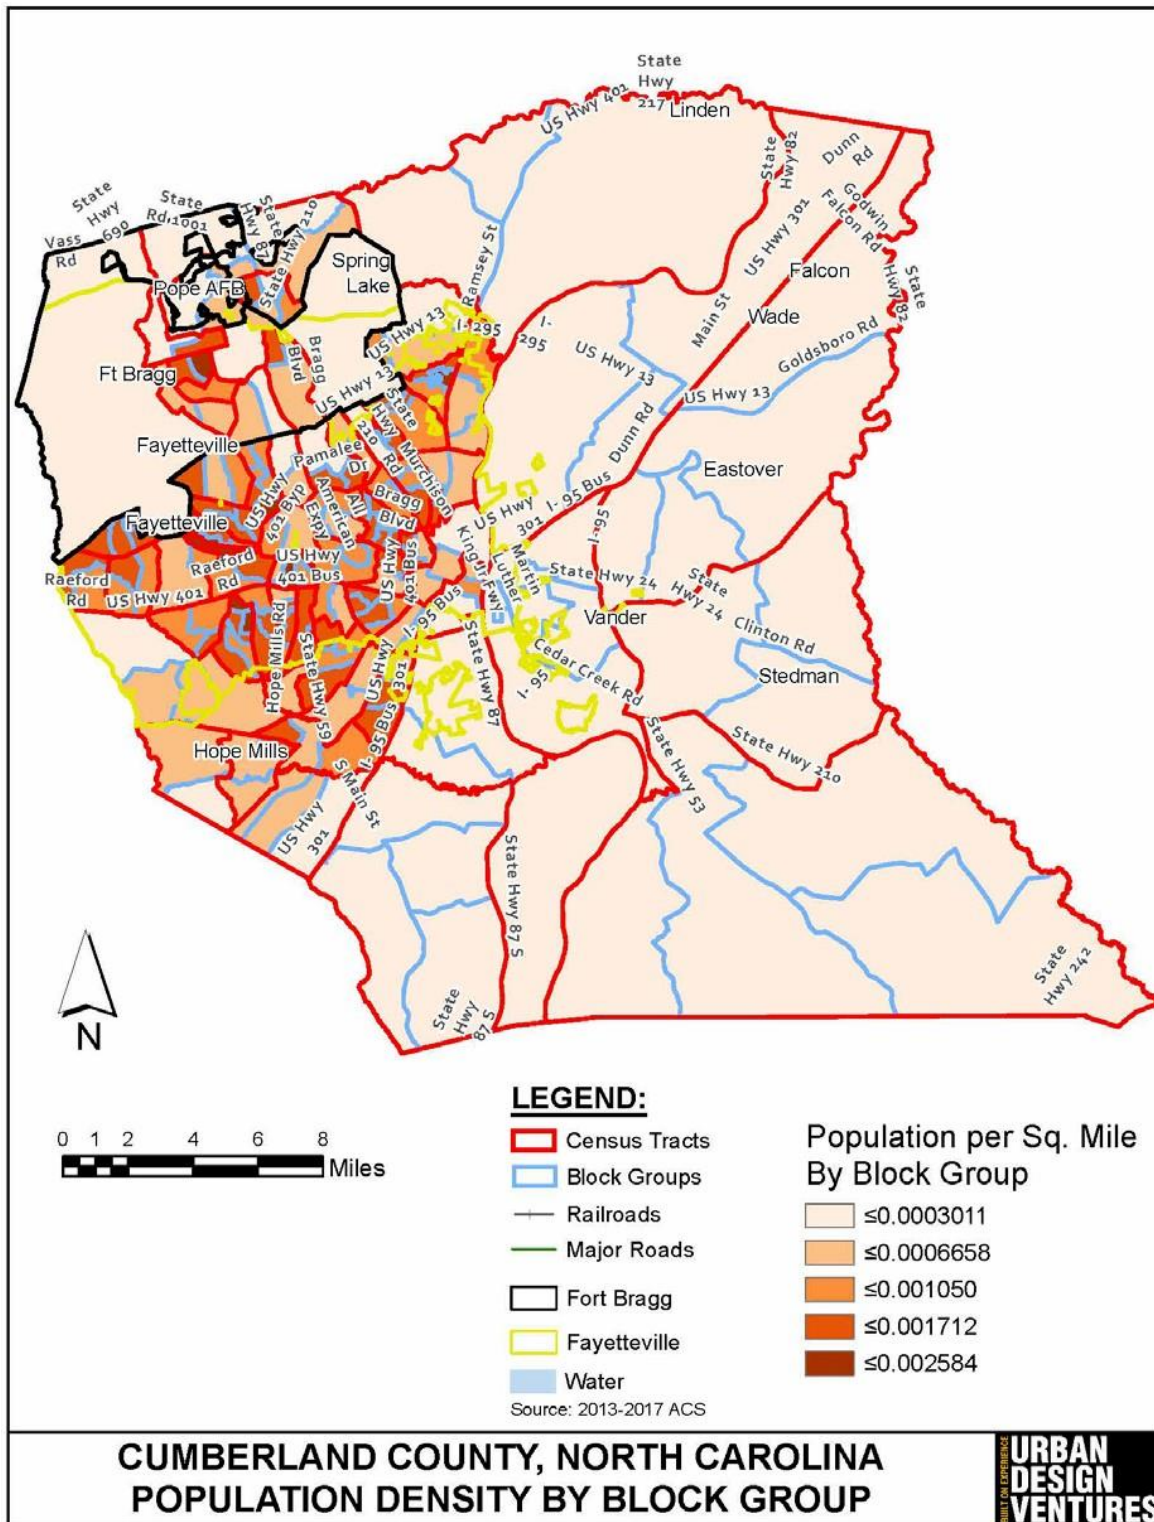 State
Hwy
217
US Hwy 401
Linden
State
Hwy 82
Dunn
Rd
Godwin
Falcon Rd
US Hwy 301
State
Hwy 82
State
Hwy
690
Vass
Rd
State
Rd 1001
State
Hwy 87
State Hwy 210
Pope AFB
Spring
Lake
Ramsey St
I- 295
I-
295
Falcon
Wade
Main St
Goldsboro Rd
US Hwy 13
US Hwy 13
US Hwy 13
US Hwy 13
Bragg
Blvd
Ft Bragg
Fayetteville
State
Hwy
210
Murchison
Rd
Pamalee
Dr
Dunn Rd
Eastover
US Hwy
401 Byp
All
American
Expy
Bragg
Blvd
US Hwy
301
I- 95 Bus
I- 95
Fayetteville
Raeford
Rd
US Hwy
401 Bus
US Hwy
401 Bus
Raeford
Rd
US Hwy 401
Martin
Luther
King Jr Fwy
State Hwy 24
State
Hwy 24
Vander
Clinton Rd
Stedman
I- 95 Bus
Hope Mills Rd
State Hwy 59
US Hwy
301
I- 95 Bus
State Hwy 87
Cedar Creek Rd
I- 95
State Hwy 53
State Hwy 210
Hope Mills
S Main St
US Hwy
301
State Hwy 87 S
State
Hwy
87 S
State
Hwy 242
N
0 1 2 4 6 8
Miles
LEGEND:
Census Tracts
Block Groups
Railroads
Major Roads
Fort Bragg
Fayetteville
Water
Source: 2013-2017 ACS
Population per Sq. Mile
By Block Group
≤0.0003011
≤0.0006658
≤0.001050
≤0.001712
≤0.002584
CUMBERLAND COUNTY, NORTH CAROLINA
POPULATION DENSITY BY BLOCK GROUP
BUILT ON EXPERIENCE
URBAN
DESIGN
VENTURES